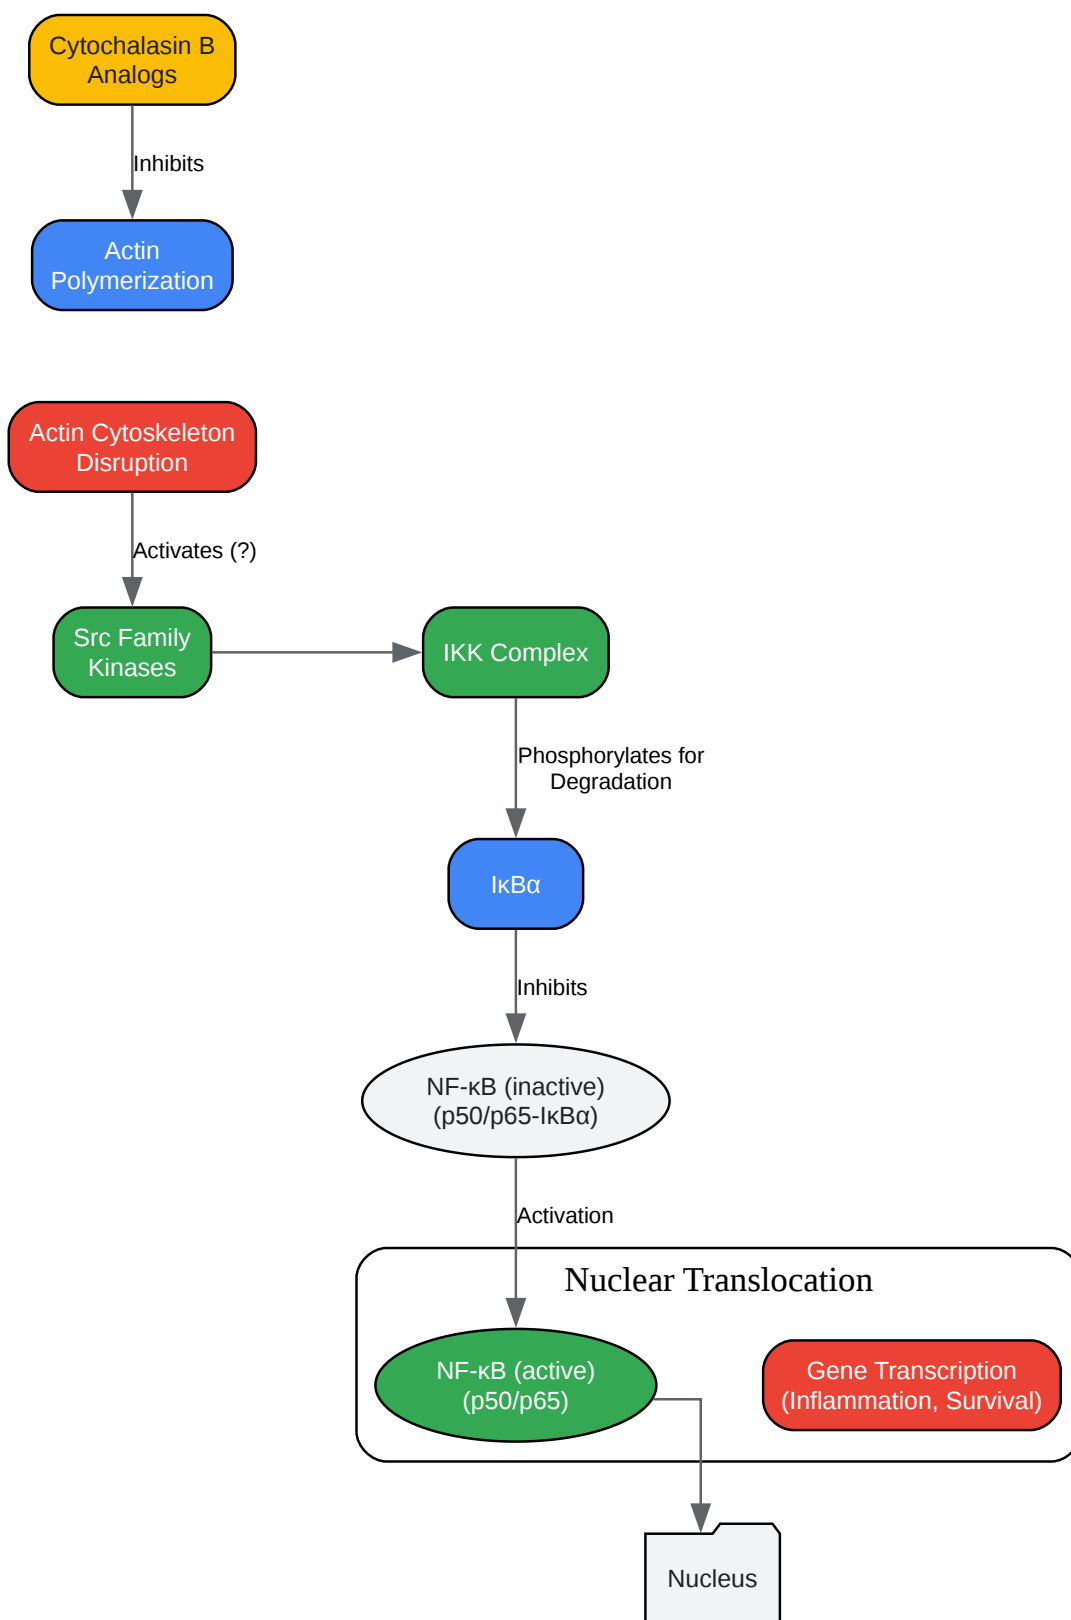 Cytochalasin B
Analogs
Inhibits
Actin
Polymerization
Actin Cytoskeleton
Disruption
Activates (?)
Src Family
Kinases
IKK Complex
Phosphorylates for
Degradation
IκBα
Inhibits
NF-κB (inactive)
(p50/p65-IκBα)
Activation
Nuclear Translocation
NF-κB (active)
(p50/p65)
Gene Transcription
(Inflammation, Survival)
Nucleus